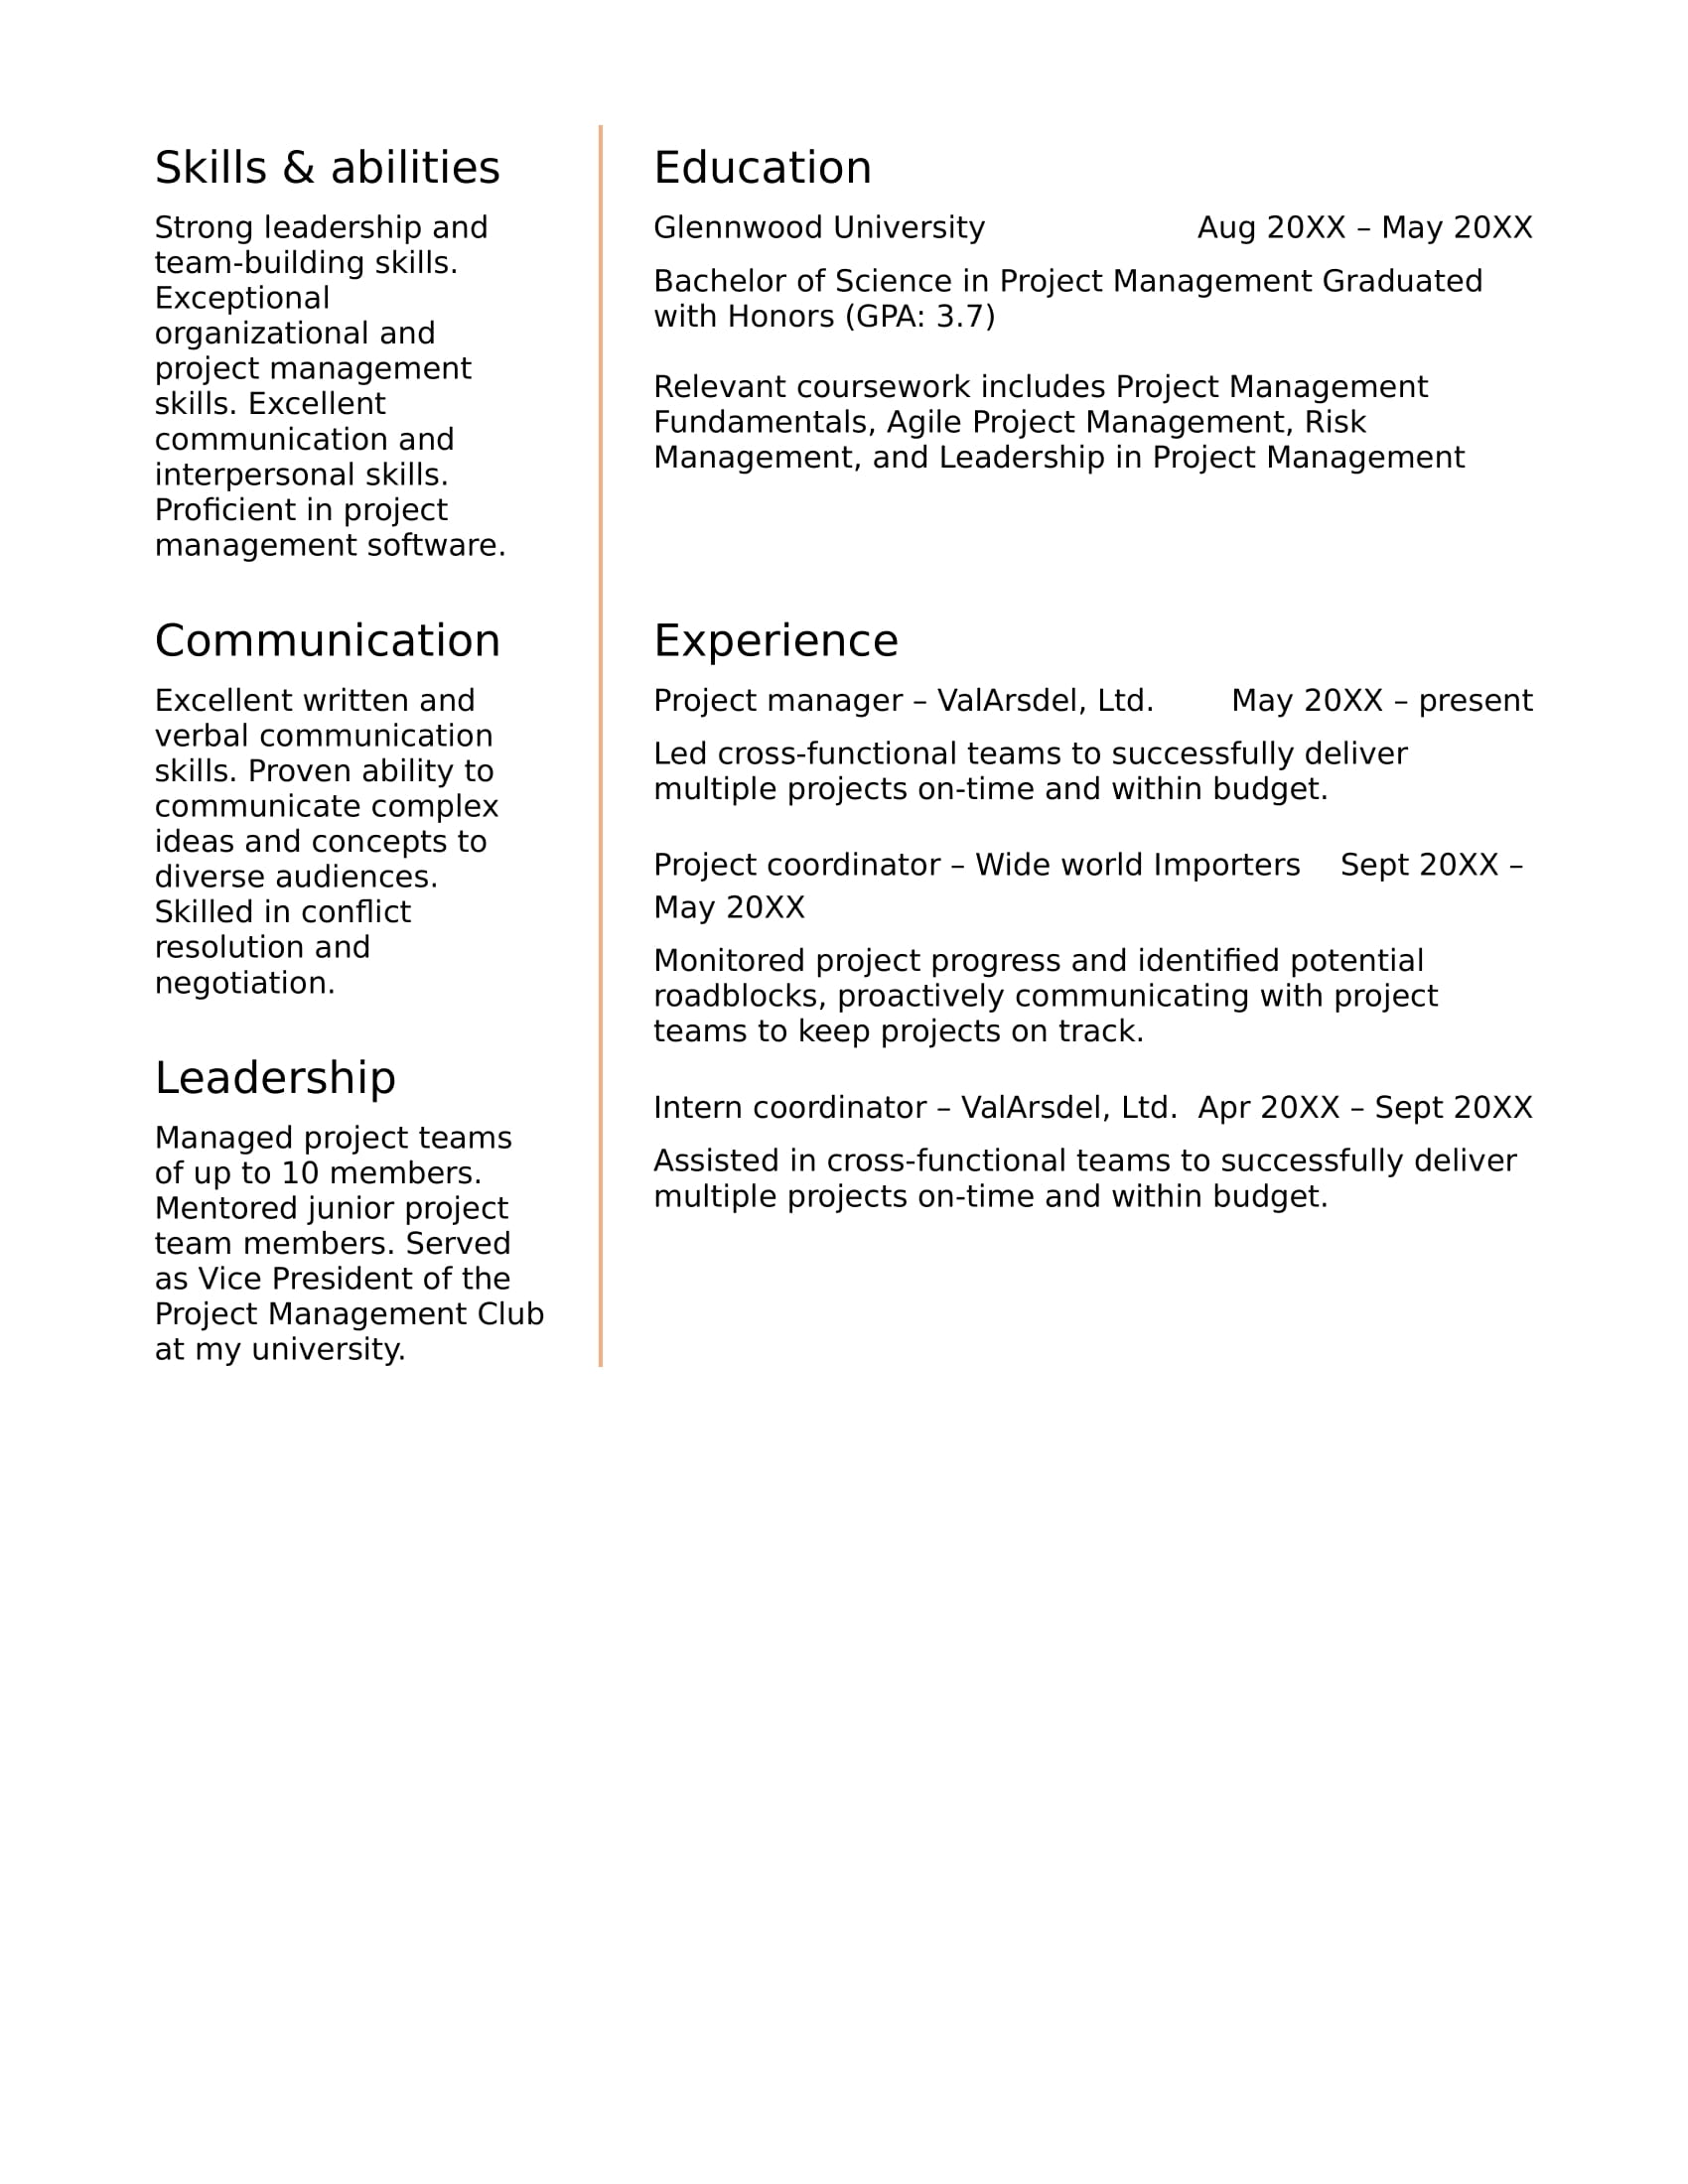 Skills & abilities
Strong leadership and
team-building skills.
Exceptional
organizational and
project management
skills. Excellent
communication and
interpersonal skills.
Proficient in project
management software.
Communication
Excellent written and
verbal communication
skills. Proven ability to
communicate complex
ideas and concepts to
diverse audiences.
Skilled in conflict
resolution and
negotiation.
Leadership
Managed project teams
of up to 10 members.
Mentored junior project
team members. Served
as Vice President of the
Project Management Club
at my university.
Education
Glennwood University Aug 20XX – May 20XX
Bachelor of Science in Project Management Graduated
with Honors (GPA: 3.7)
Relevant coursework includes Project Management
Fundamentals, Agile Project Management, Risk
Management, and Leadership in Project Management
Experience
Project manager – ValArsdel, Ltd. May 20XX – present
Led cross-functional teams to successfully deliver
multiple projects on-time and within budget.
Project coordinator – Wide world Importers Sept 20XX –
May 20XX
Monitored project progress and identified potential
roadblocks, proactively communicating with project
teams to keep projects on track.
Intern coordinator – ValArsdel, Ltd. Apr 20XX – Sept 20XX
Assisted in cross-functional teams to successfully deliver
multiple projects on-time and within budget.